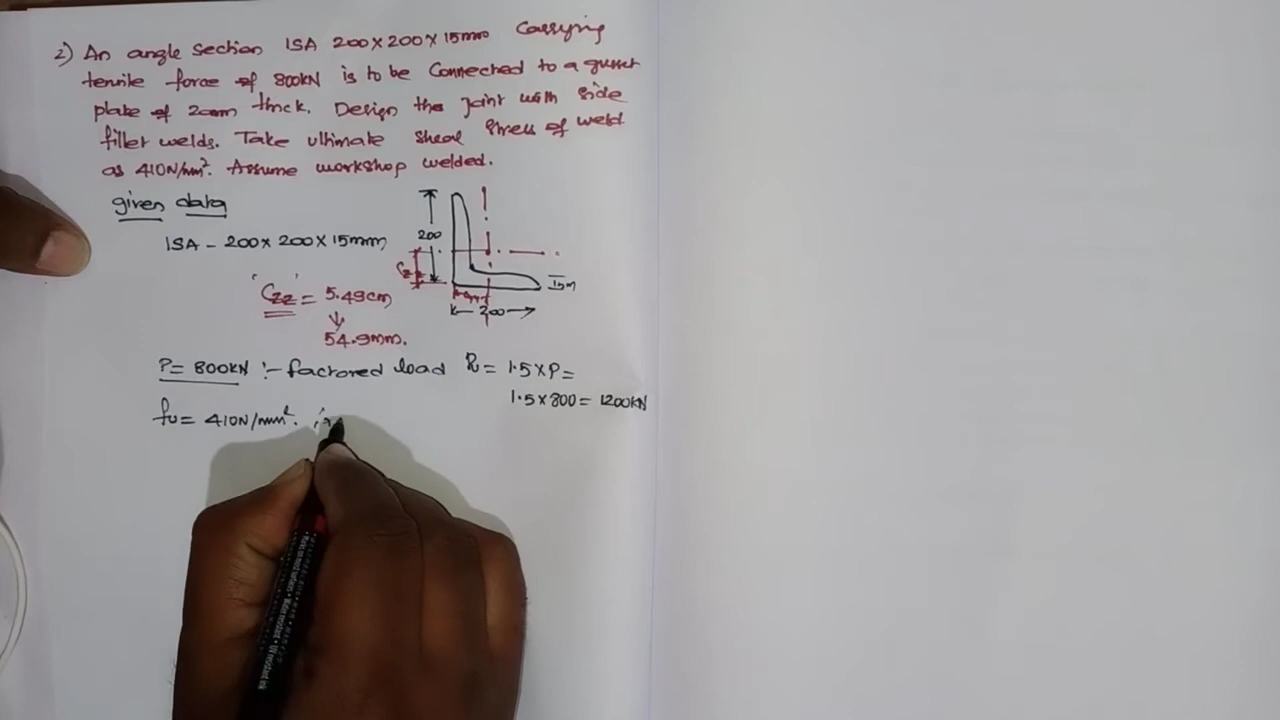 2) An angle section ISA 200×200×15mm Carrying
tensile force of 800kN is to be Connected to a gusset
plate of 20mm thick. Design the joint with side
fillet welds. Take ultimate shear stress of weld
as 410N/mm². Assume workshop welded.
given data
ISA - 200×200×15mm
200
15m
Czz
200
'Czz' = 5.49cm
54.9mm.
P= 800kN :- factored load Pu = 1.5×P=
1.5×800= 1200kN
fu= 410N/mm².